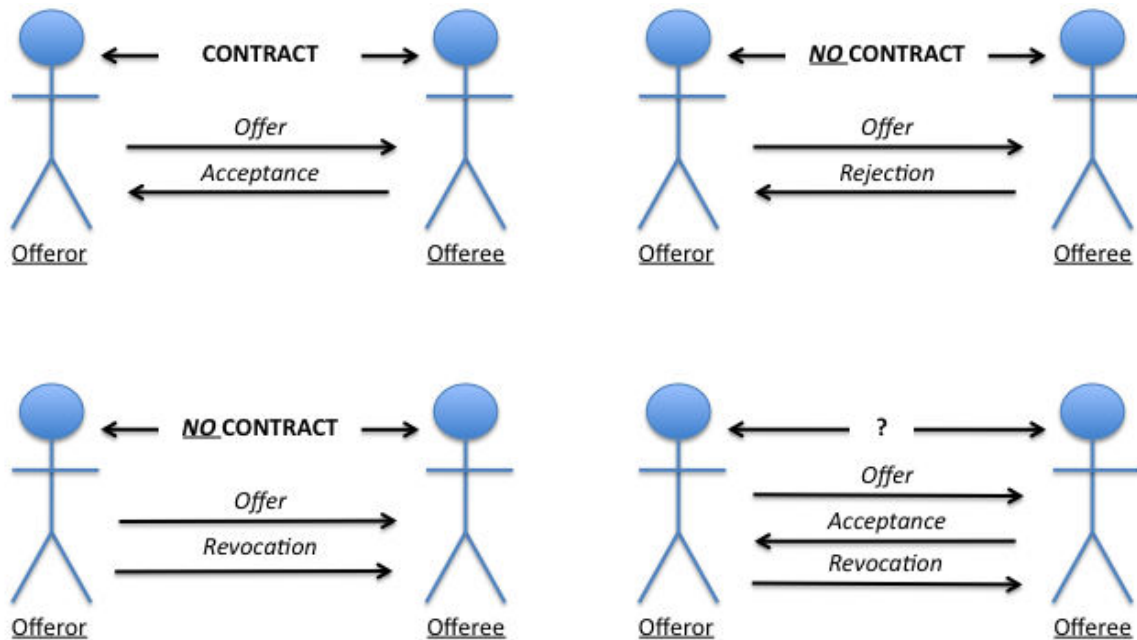 CONTRACT
Offer
Acceptance
Offeror Offeree
NO CONTRACT
Offer
Rejection
Offeror Offeree
NO CONTRACT
Offer
Revocation
Offeror Offeree
?
Offer
Acceptance
Revocation
Offeror Offeree